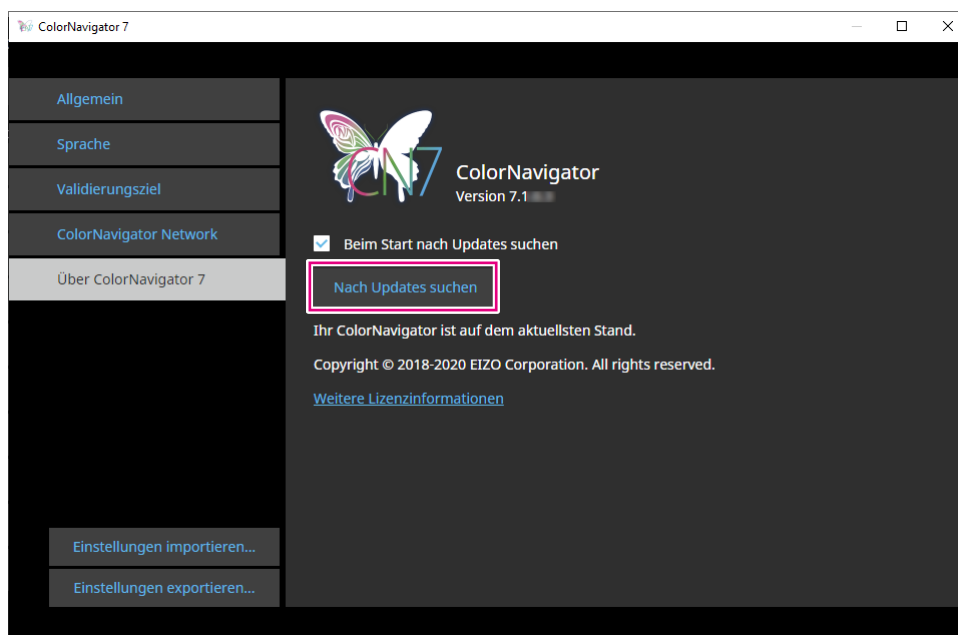 ColorNavigator 7
Allgemein
Sprache
Validierungsziel
ColorNavigator Network
Über ColorNavigator 7
Einstellungen importieren...
Einstellungen exportieren...
CN7
ColorNavigator
Version 7.1
Beim Start nach Updates suchen
Nach Updates suchen
Ihr ColorNavigator ist auf dem aktuellsten Stand.
Copyright © 2018-2020 EIZO Corporation. All rights reserved.
Weitere Lizenzinformationen